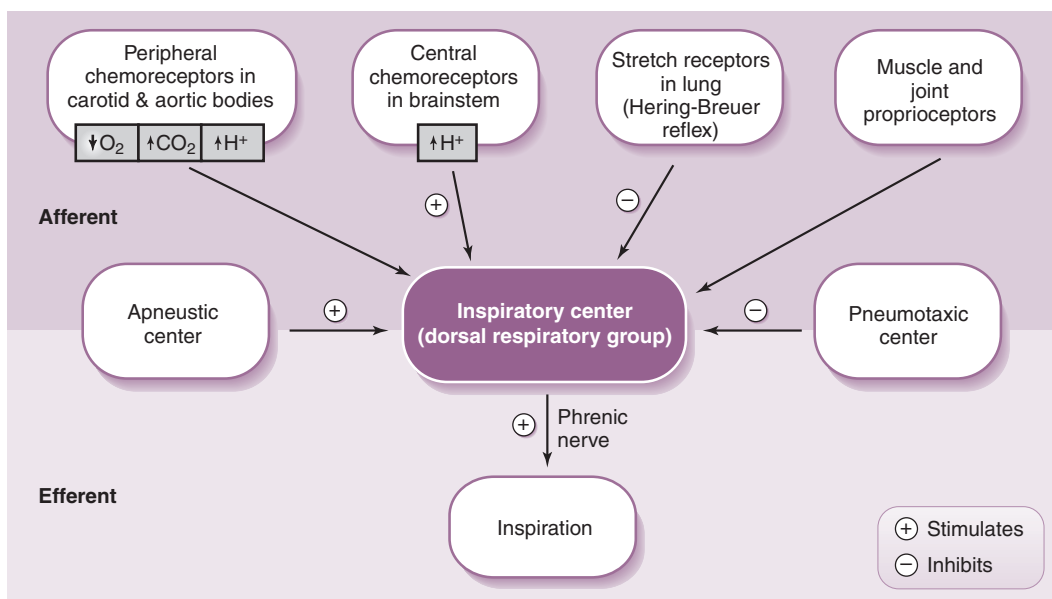 Peripheral
chemoreceptors in
carotid & aortic bodies
↓O₂ ↑CO₂ ↑H⁺
Central
chemoreceptors
in brainstem
↑H⁺
Stretch receptors
in lung
(Hering-Breuer
reflex)
Muscle and
joint
proprioceptors
+
−
Afferent
Apneustic
center
+
Inspiratory center
(dorsal respiratory group)
−
Pneumotaxic
center
+
Phrenic
nerve
Efferent
Inspiration
+ Stimulates
− Inhibits